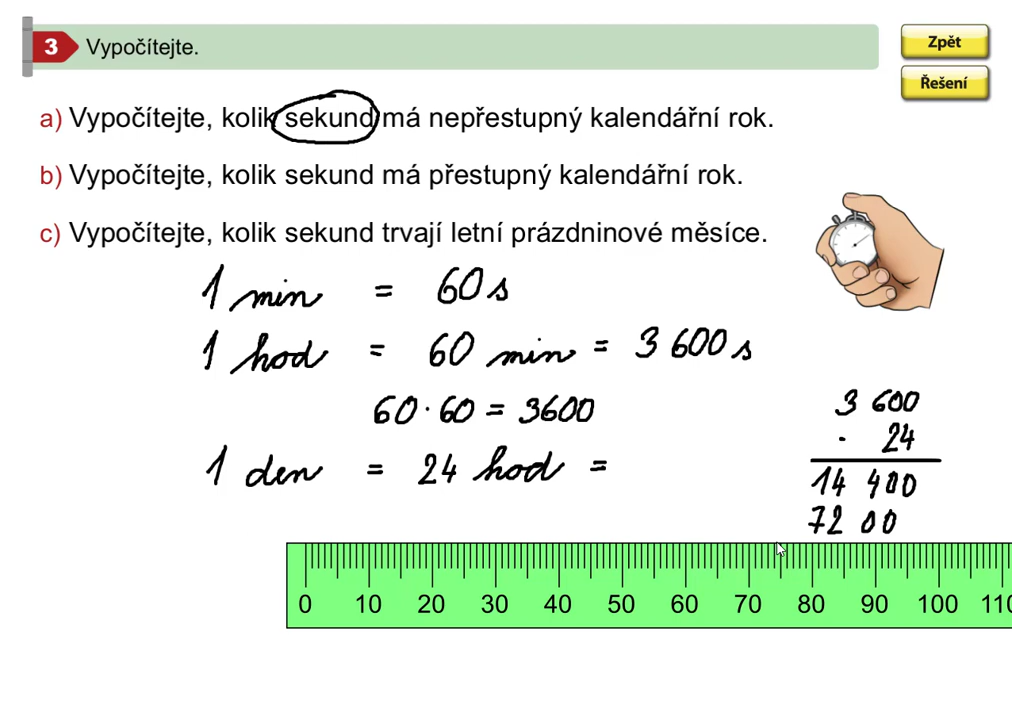 3 Vypočítejte.
Zpět
Řešení
a) Vypočítejte, kolik sekund má nepřestupný kalendářní rok.
b) Vypočítejte, kolik sekund má přestupný kalendářní rok.
c) Vypočítejte, kolik sekund trvají letní prázdninové měsíce.
1 min = 60 s
1 hod = 60 min = 3 600 s
60 · 60 = 3600
1 den = 24 hod =
3 600
· 24
14 400
72 00
0 10 20 30 40 50 60 70 80 90 100 110